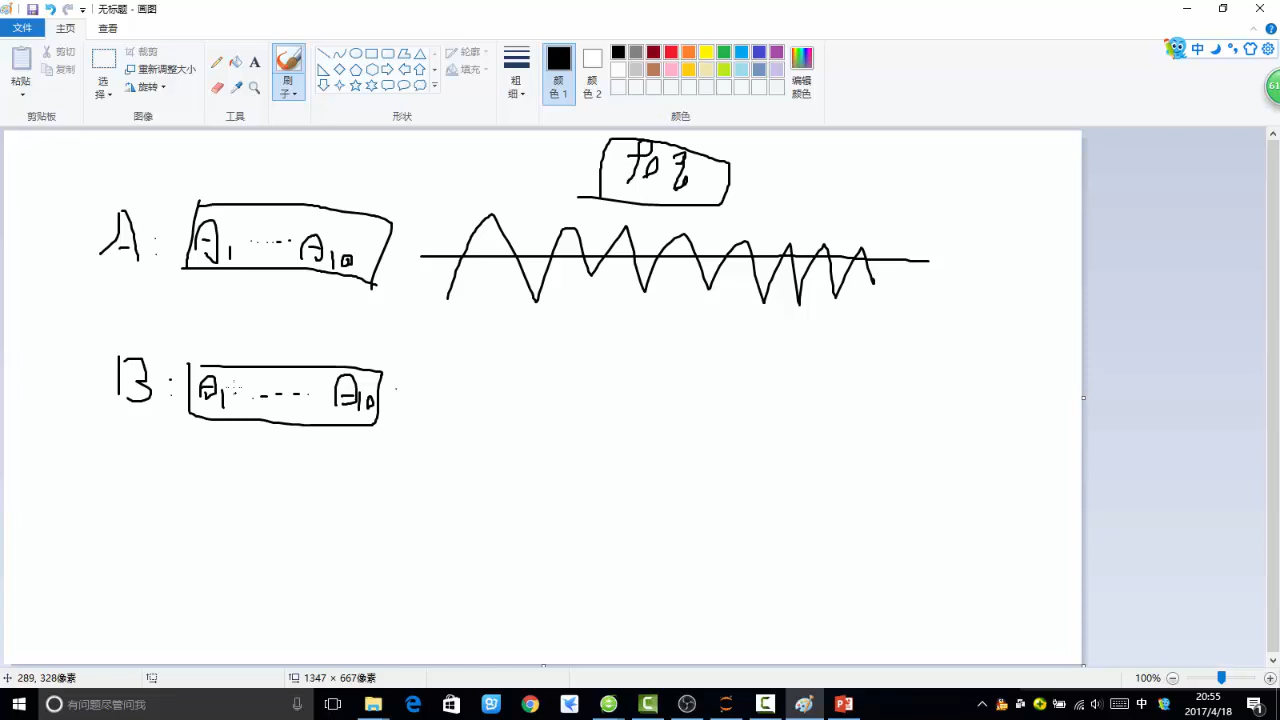 无标题 - 画图
文件 主页 查看
粘贴
剪切
复制
剪贴板
选择
裁剪
重新调整大小
旋转
图像
A
工具
刷子
轮廓
填充
形状
粗细
颜色 1
颜色 2
编辑颜色
颜色
中
61
A: A1 ······ A10
B: A1 ····· A10
289, 328像素
1347 × 667像素
100%
有问题尽管问我
中
20:55
2017/4/18
1